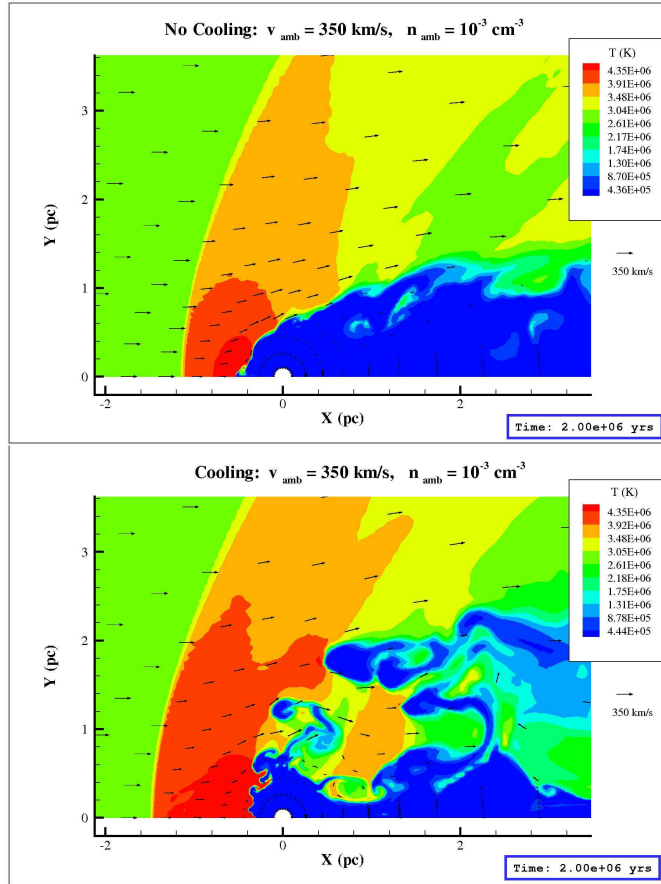 No Cooling: v amb = 350 km/s, n amb = 10⁻³ cm⁻³
T (K)
4.35E+06
3.91E+06
3.48E+06
3.04E+06
2.61E+06
2.17E+06
1.74E+06
1.30E+06
8.70E+05
4.36E+05
350 km/s
Y (pc)
3
2
1
0
-2
0
2
X (pc)
Time: 2.00e+06 yrs
Cooling: v amb = 350 km/s, n amb = 10⁻³ cm⁻³
T (K)
4.35E+06
3.92E+06
3.48E+06
3.05E+06
2.61E+06
2.18E+06
1.75E+06
1.31E+06
8.78E+05
4.44E+05
350 km/s
Y (pc)
3
2
1
0
-2
0
2
X (pc)
Time: 2.00e+06 yrs